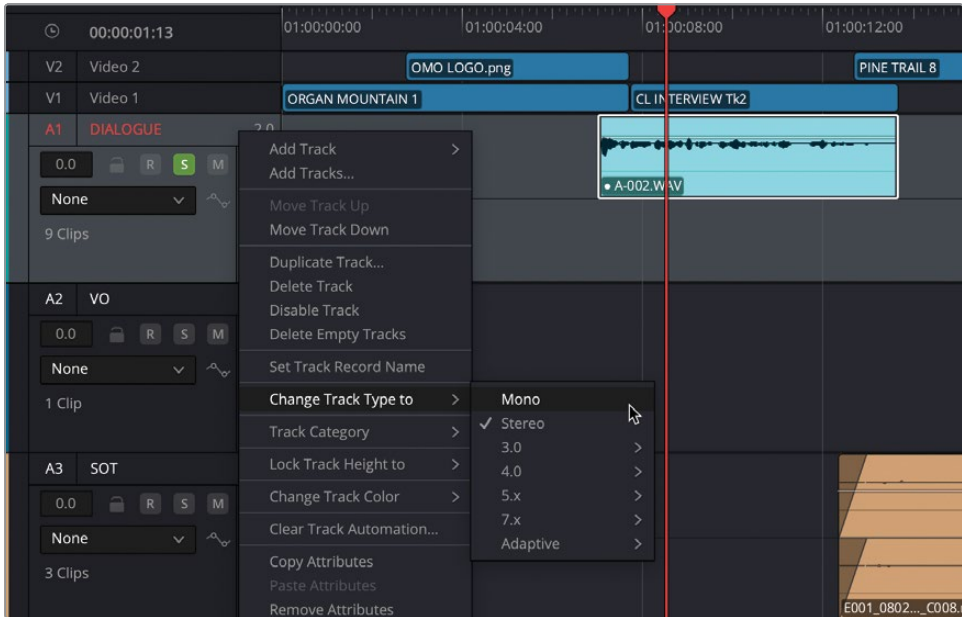 00:00:01:13
01:00:00:00 01:00:04:00 01:00:08:00 01:00:12:00
V2 Video 2
OMO LOGO.png PINE TRAIL 8
V1 Video 1
ORGAN MOUNTAIN 1 CL INTERVIEW Tk2
A1 DIALOGUE 2.0
0.0 R S M
None
9 Clips
A-002.WAV
A2 VO
0.0 R S M
None
1 Clip
A3 SOT
0.0 R S M
None
3 Clips
Add Track
Add Tracks...
Move Track Up
Move Track Down
Duplicate Track...
Delete Track
Disable Track
Delete Empty Tracks
Set Track Record Name
Change Track Type to
Track Category
Lock Track Height to
Change Track Color
Clear Track Automation...
Copy Attributes
Paste Attributes
Remove Attributes
Mono
Stereo
3.0
4.0
5.x
7.x
Adaptive